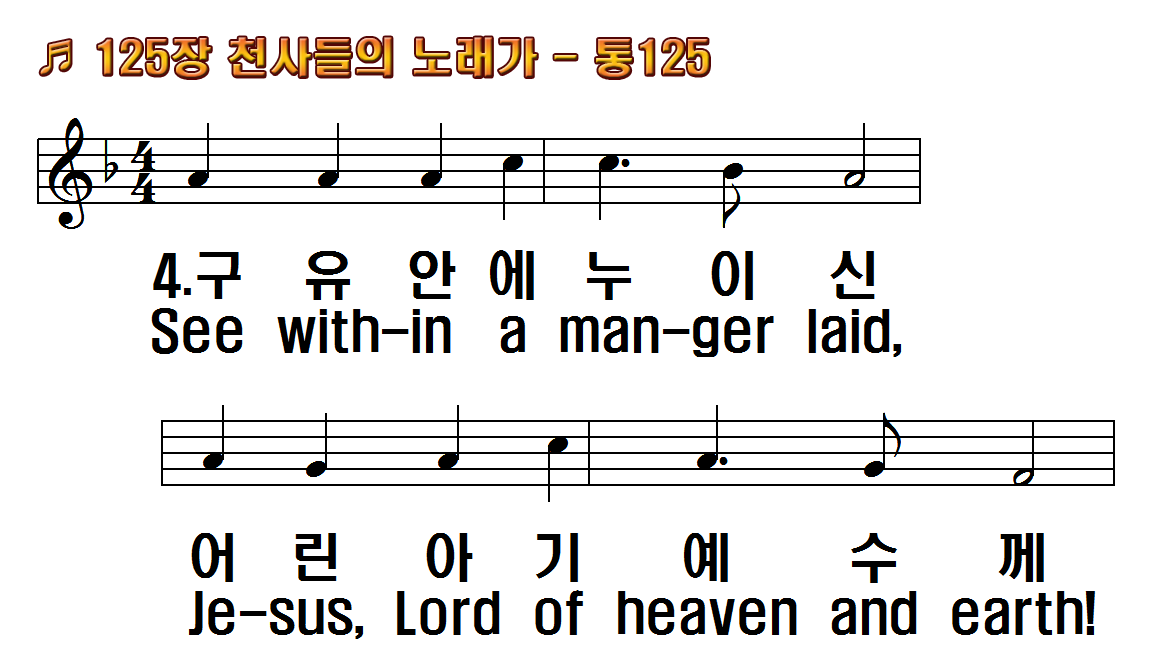 ♬ 125장 천사들의 노래가 - 통125
4.구 유 안 에 누 이 신
See with-in a man-ger laid,
어 린 아 기 예 수 께
Je-sus, Lord of heaven and earth!